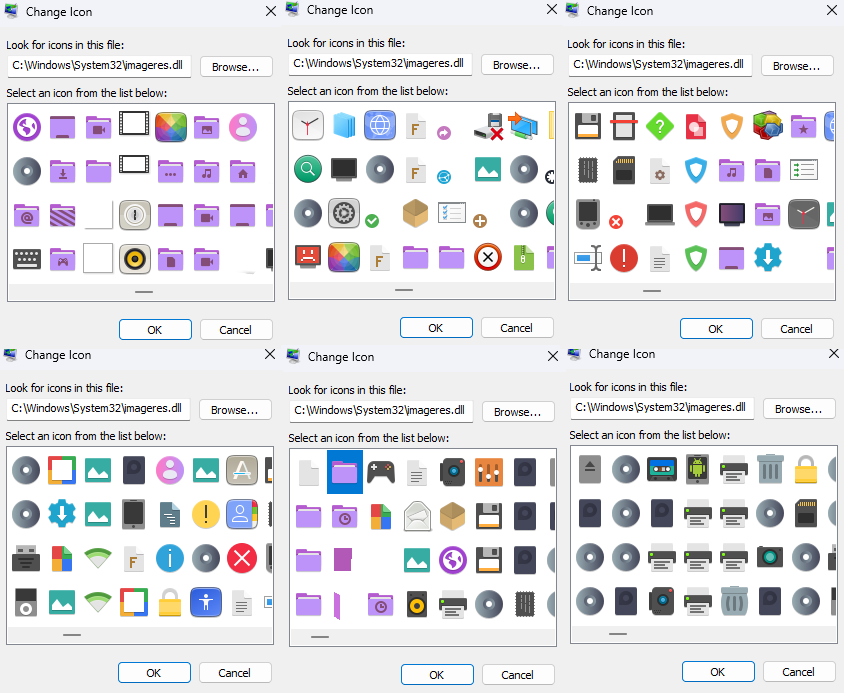 Change Icon
Look for icons in this file:
C:\Windows\System32\imageres.dll
Browse...
Select an icon from the list below:
OK
Cancel
Change Icon
Look for icons in this file:
C:\Windows\System32\imageres.dll
Browse...
Select an icon from the list below:
OK
Cancel
Change Icon
Look for icons in this file:
C:\Windows\System32\imageres.dll
Browse...
Select an icon from the list below:
OK
Cancel
Change Icon
Look for icons in this file:
C:\Windows\System32\imageres.dll
Browse...
Select an icon from the list below:
OK
Cancel
Change Icon
Look for icons in this file:
C:\Windows\System32\imageres.dll
Browse...
Select an icon from the list below:
OK
Cancel
Change Icon
Look for icons in this file:
C:\Windows\System32\imageres.dll
Browse...
Select an icon from the list below:
OK
Cancel